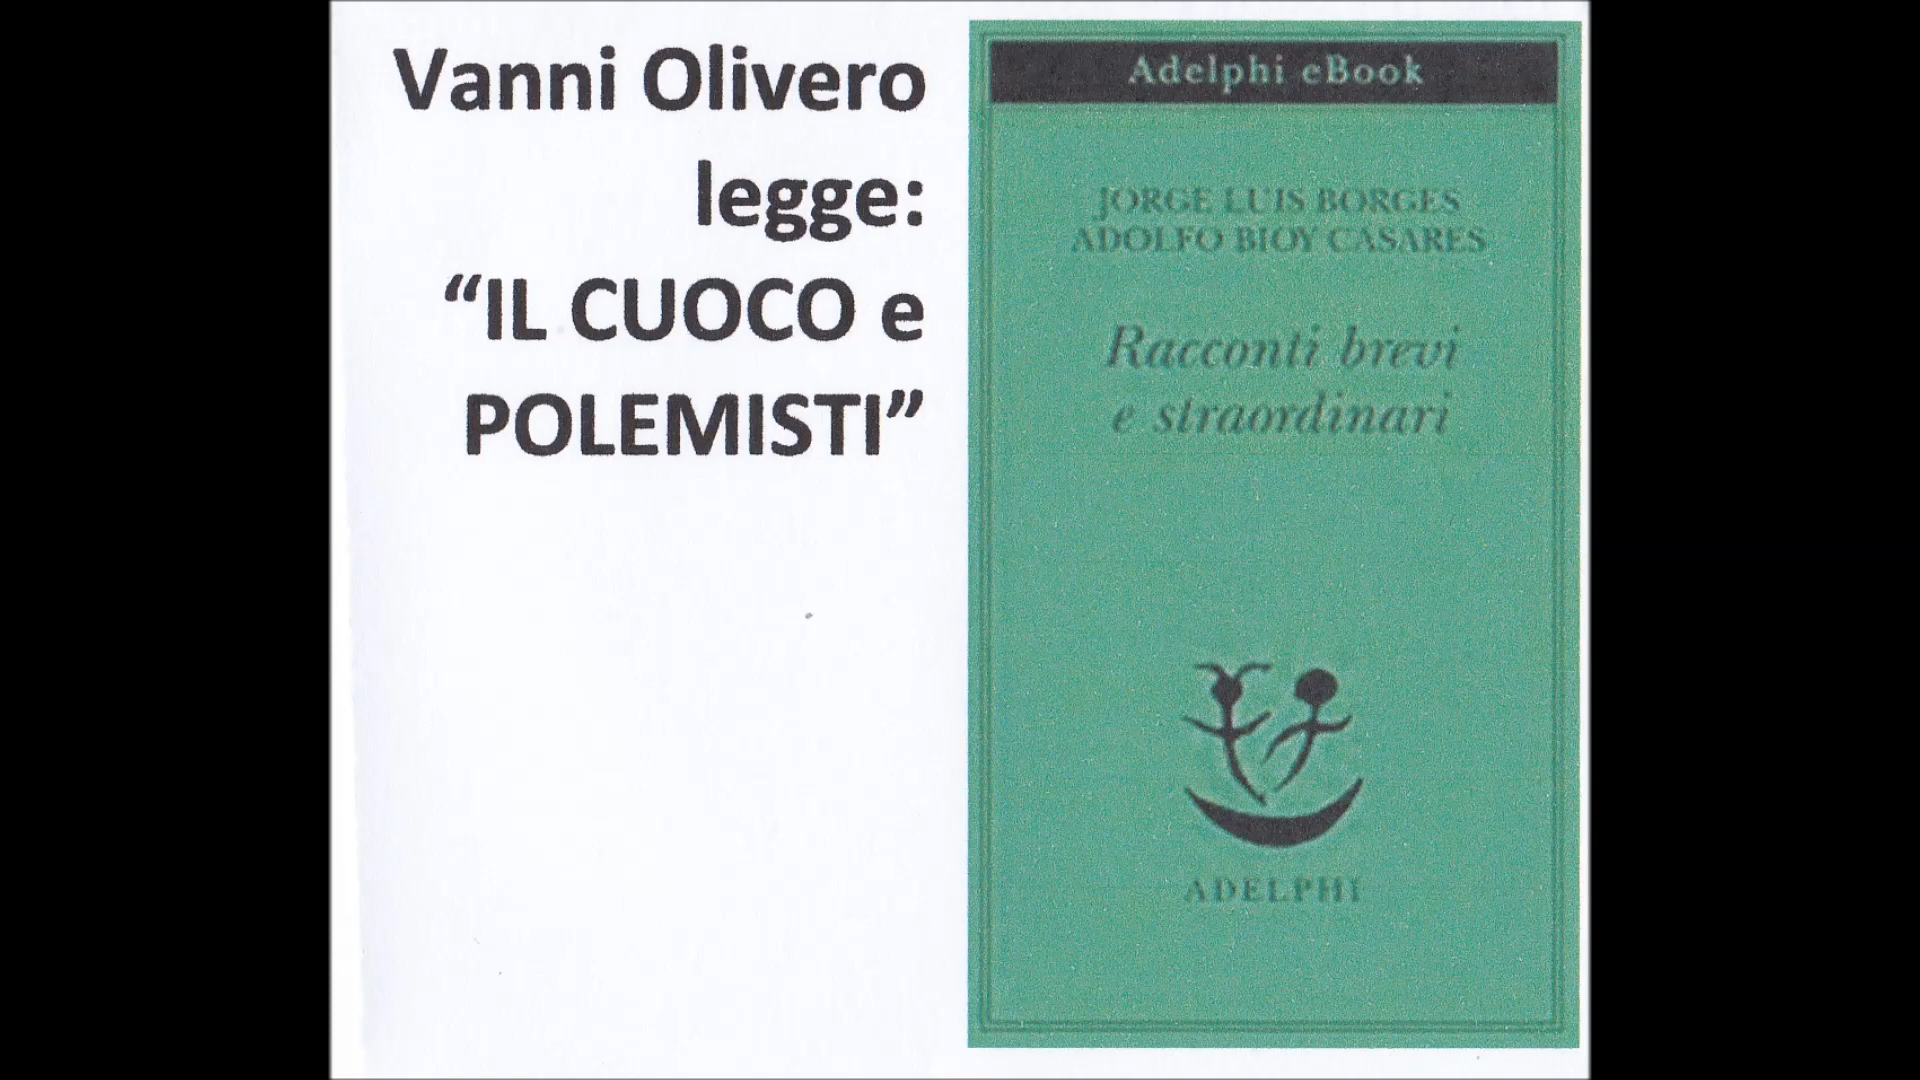 Vanni Olivero
legge:
“IL CUOCO e
POLEMISTI”
Adelphi eBook
JORGE LUIS BORGES
ADOLFO BIOY CASARES
Racconti brevi
e straordinari
ADELPHI